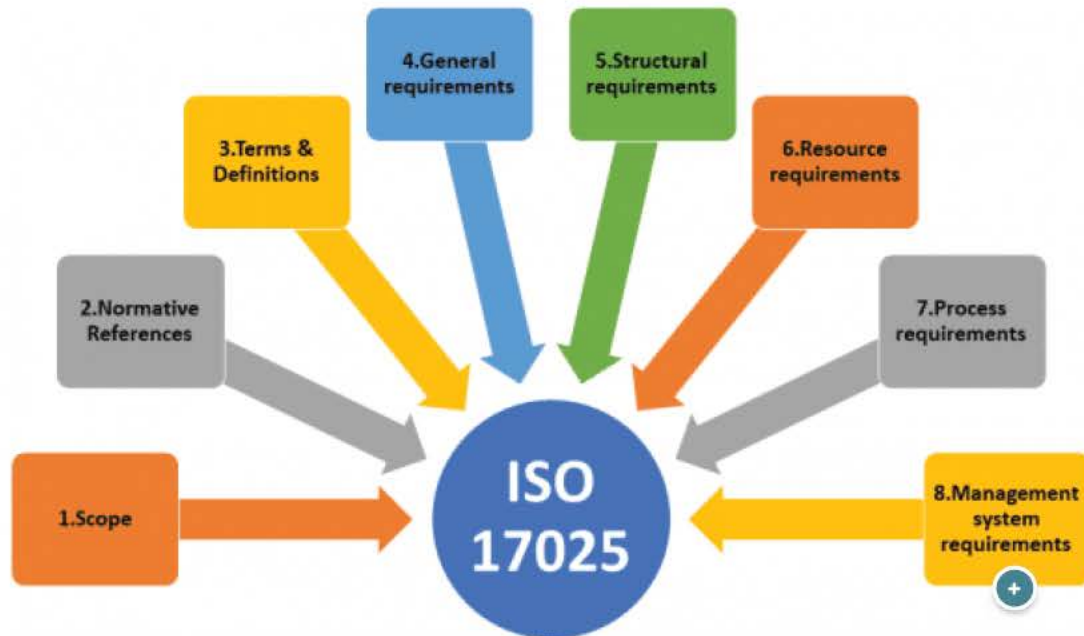 1.Scope
2.Normative
References
3.Terms &
Definitions
4.General
requirements
5.Structural
requirements
6.Resource
requirements
7.Process
requirements
8.Management
system
requirements
ISO
17025